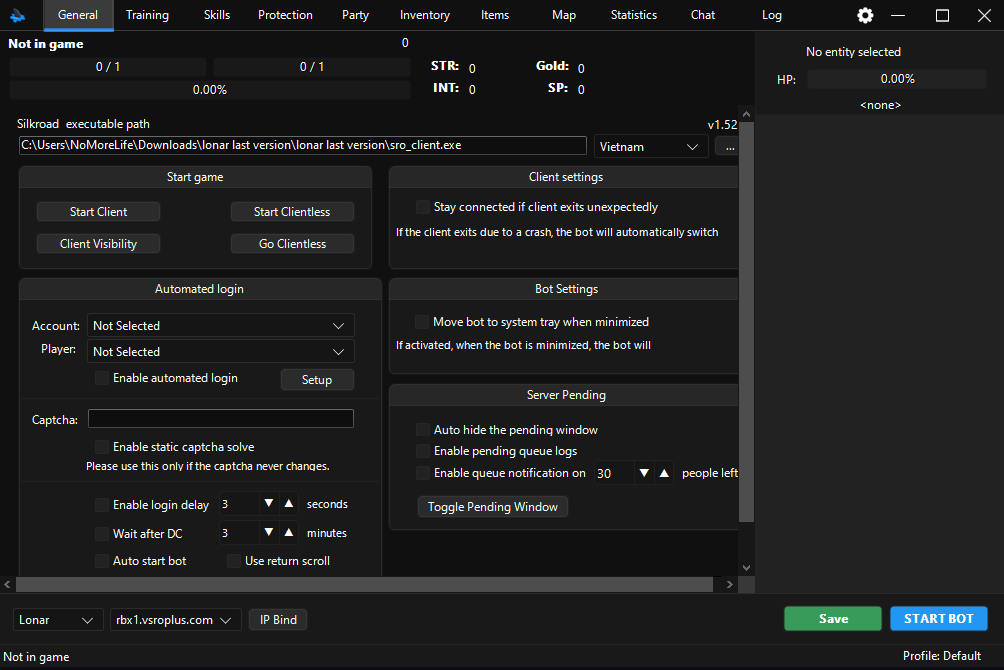 General Training Skills Protection Party Inventory Items Map Statistics Chat Log
Not in game 0
0 / 1 0 / 1
0.00%
STR: 0 Gold: 0
INT: 0 SP: 0
No entity selected
HP: 0.00%
<none>
Silkroad executable path v1.52
C:\Users\NoMoreLife\Downloads\lonar last version\lonar last version\sro_client.exe Vietnam ...
Start game
Start Client Start Clientless
Client Visibility Go Clientless
Client settings
Stay connected if client exits unexpectedly
If the client exits due to a crash, the bot will automatically switch
Automated login
Account: Not Selected
Player: Not Selected
Enable automated login Setup
Captcha:
Enable static captcha solve
Please use this only if the captcha never changes.
Enable login delay 3 seconds
Wait after DC 3 minutes
Auto start bot Use return scroll
Bot Settings
Move bot to system tray when minimized
If activated, when the bot is minimized, the bot will
Server Pending
Auto hide the pending window
Enable pending queue logs
Enable queue notification on 30 people left
Toggle Pending Window
Lonar rbx1.vsroplus.com IP Bind Save START BOT
Not in game Profile: Default